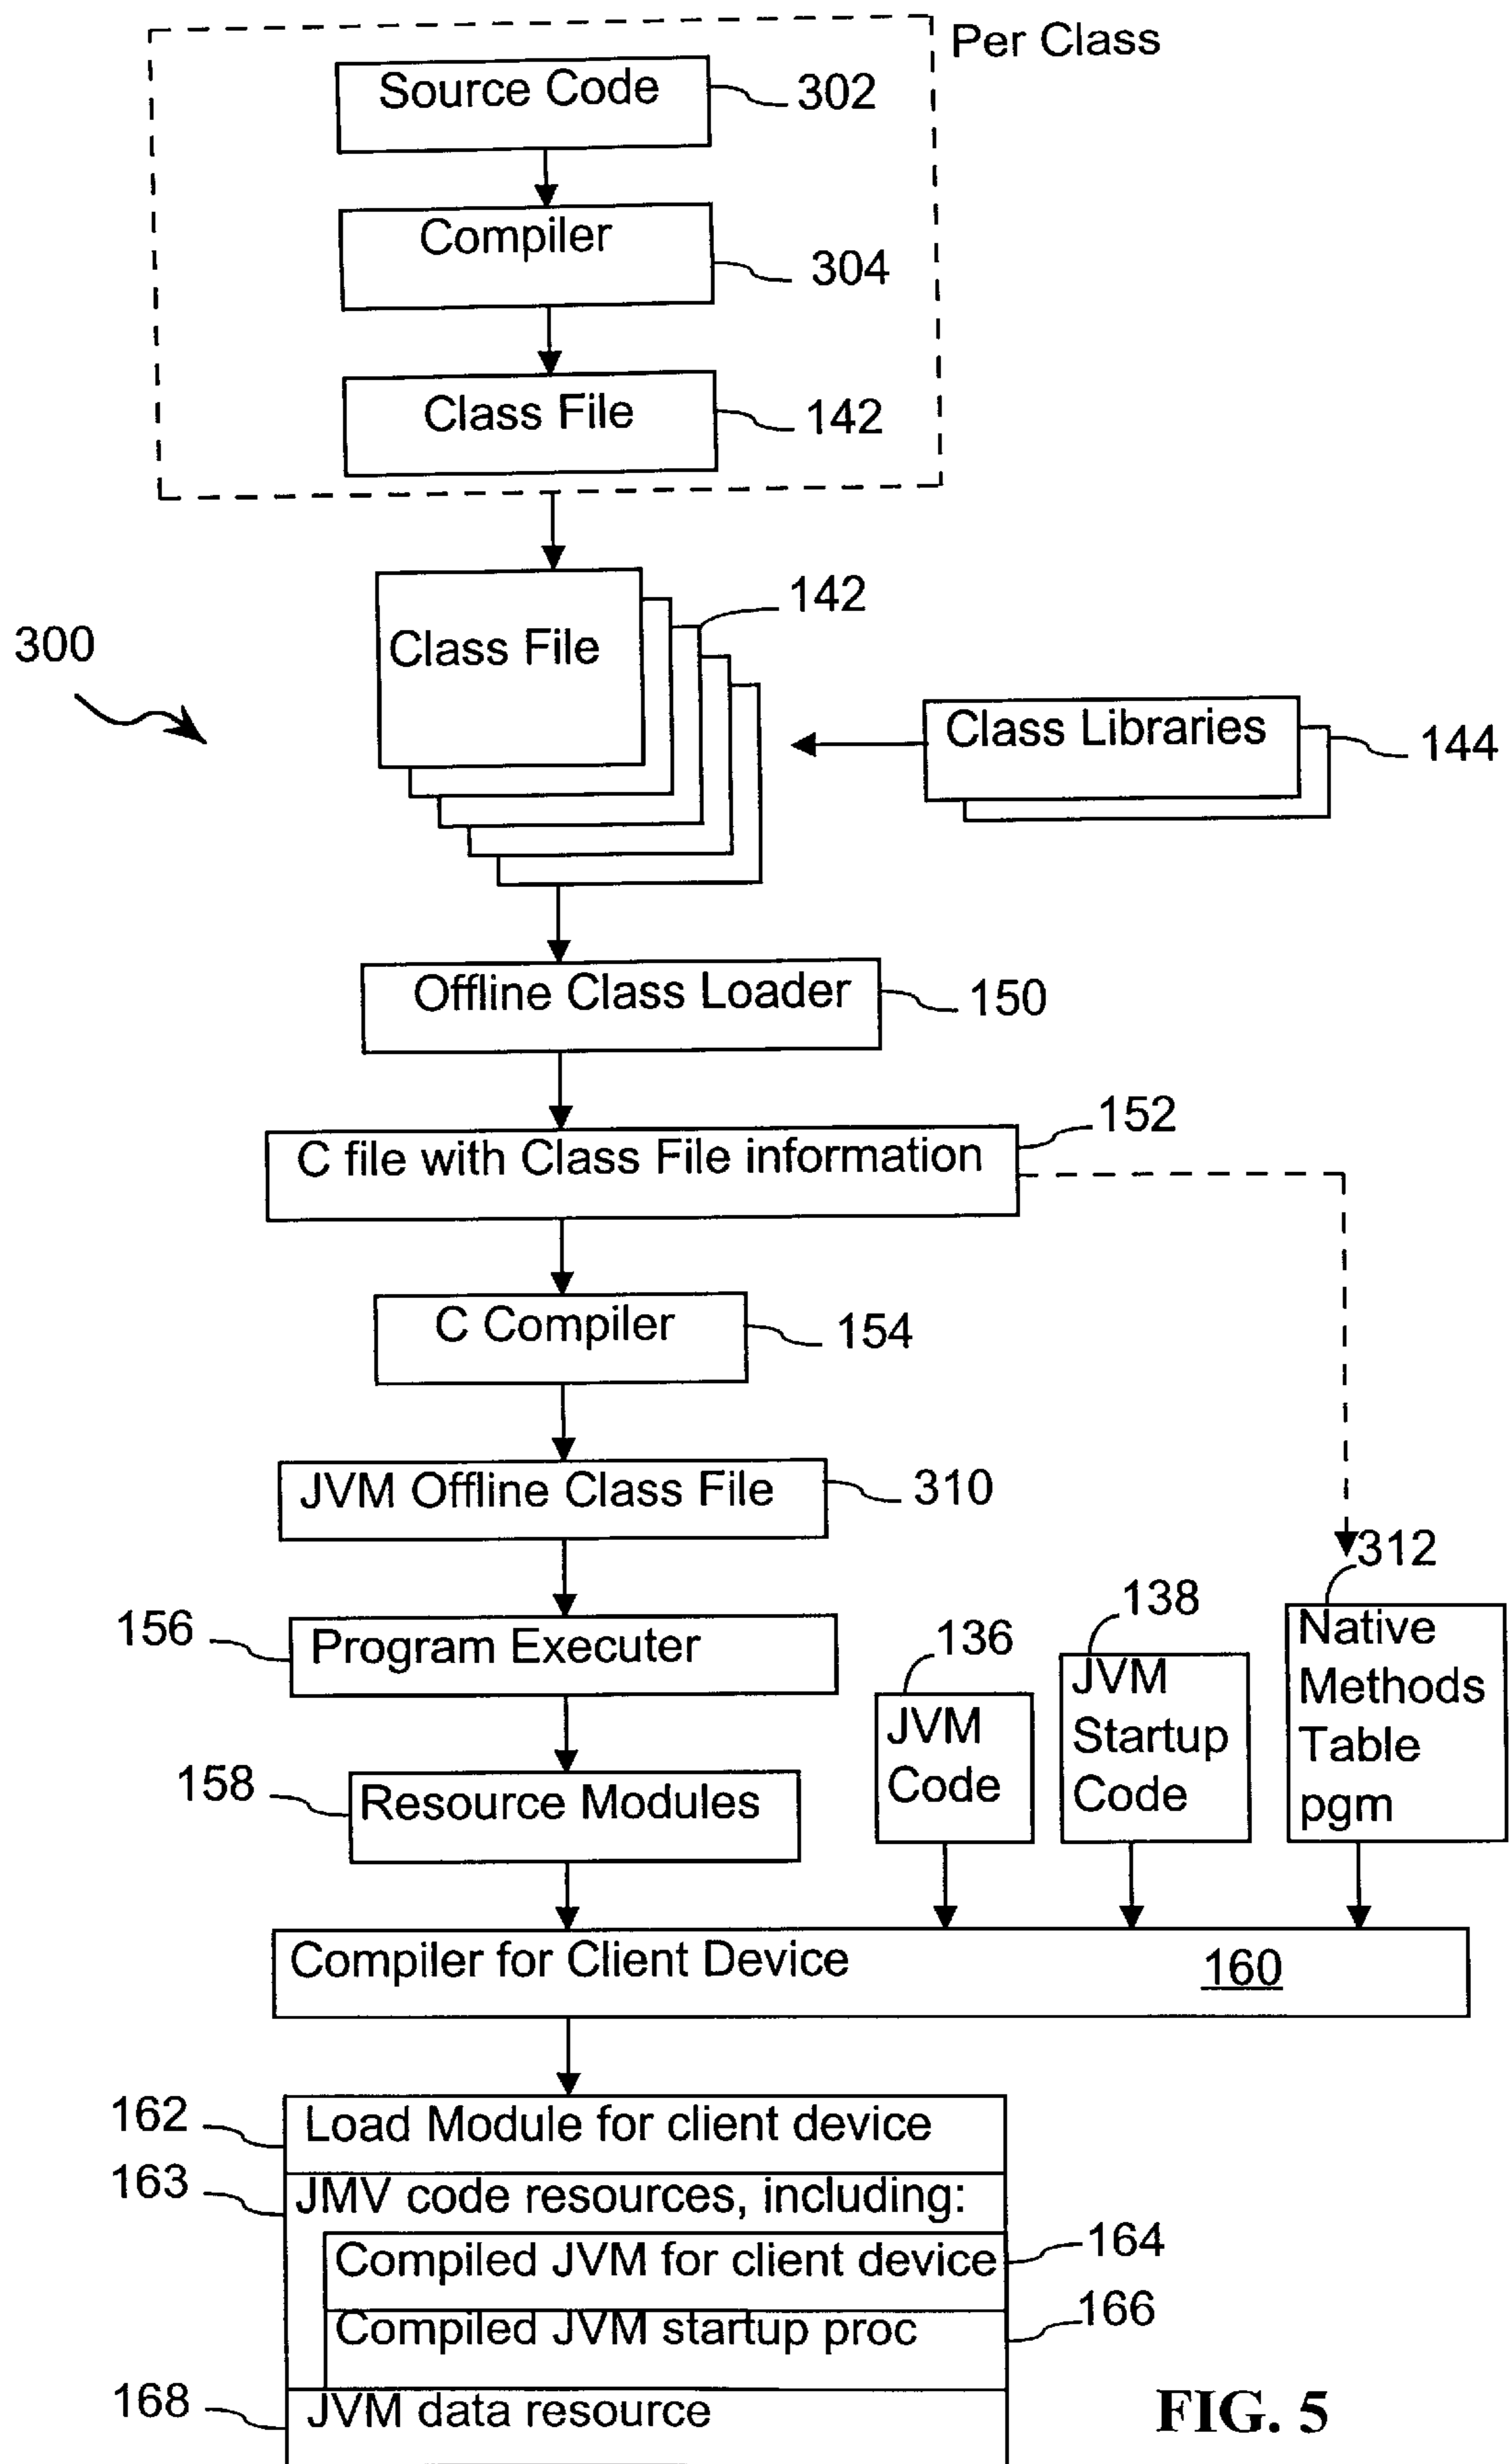 Per Class
Source Code
302
Compiler
304
Class File
142
142
Class File
300
Class Libraries
144
Offline Class Loader
150
152
C file with Class File information
C Compiler
154
JVM Offline Class File
310
312
156
Program Executer
136
138
Native
Methods
Table
pgm
JVM
Startup
Code
JVM
Code
158
Resource Modules
Compiler for Client Device
160
162
Load Module for client device
163
JMV code resources, including:
Compiled JVM for client device
164
Compiled JVM startup proc
166
168
JVM data resource
FIG. 5